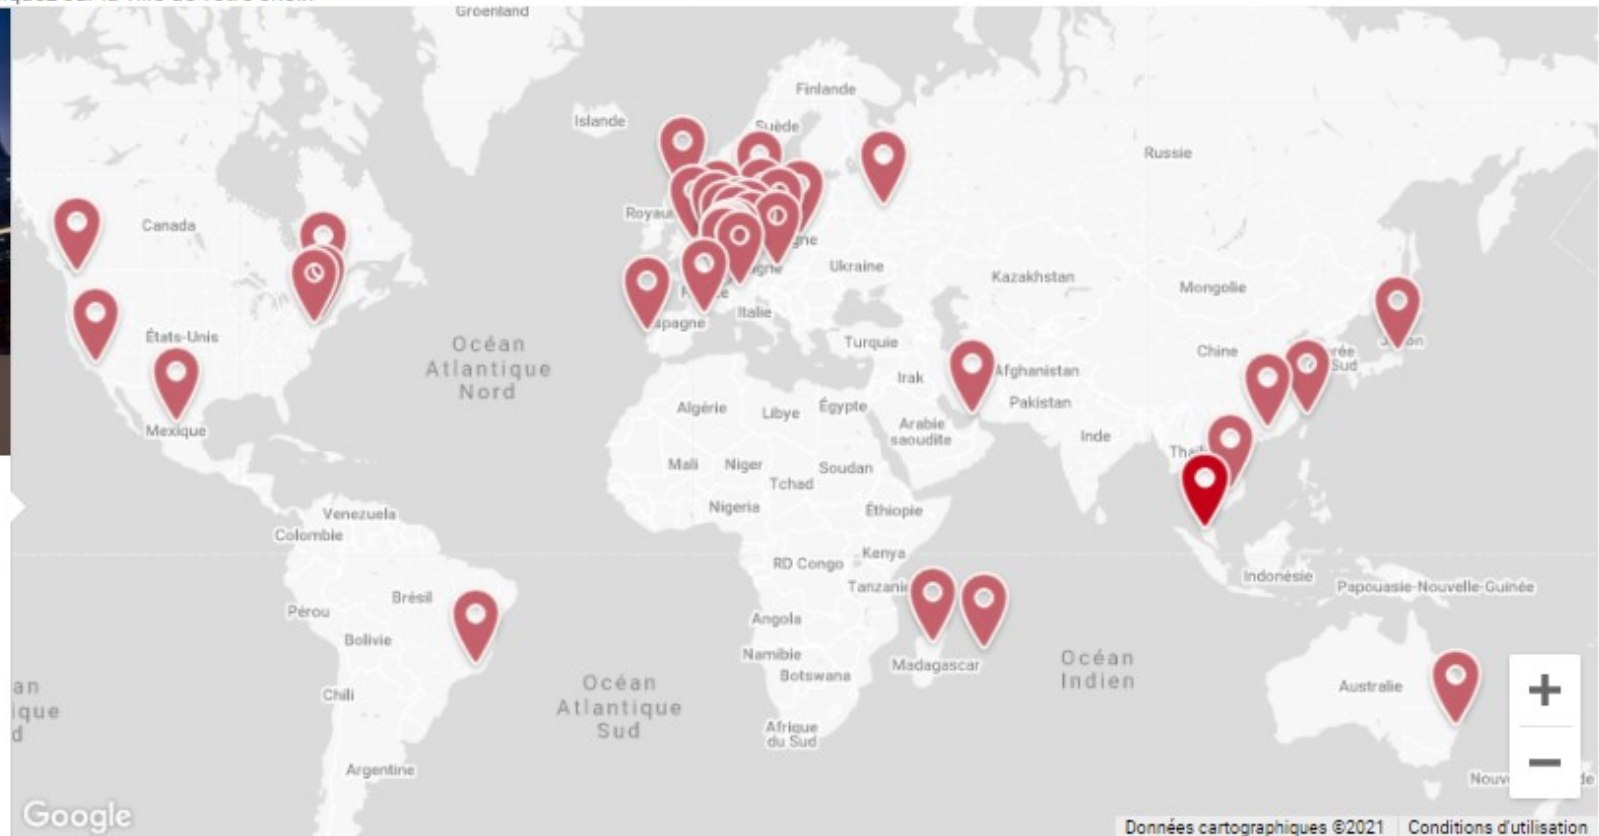 Groenland
Finlande
Islande
Suède
Russie
Canada
Ukraine
Kazakhstan
Mongolie
Italie
États-Unis
Océan
Atlantique
Nord
Turquie
Chine
Irak
Afghanistan
Pakistan
Algérie
Libye
Égypte
Arabie
saoudite
Inde
Mexique
Mali
Niger
Soudan
Tchad
Nigeria
Éthiopie
Venezuela
Colombie
Kenya
RD Congo
Indonésie
Papouasie-Nouvelle-Guinée
Brésil
Pérou
Angola
Bolivie
Namibie
Botswana
Madagascar
Océan
Indien
Australie
Chili
Océan
Atlantique
Sud
Afrique
du Sud
Argentine
Google
Données cartographiques ©2021
Conditions d'utilisation